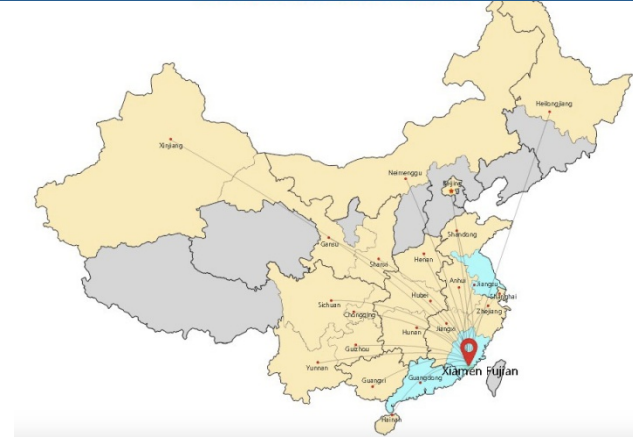 Heilongjiang
Xinjiang
Neimenggu
Beijing
Shandong
Gansu
Shanxi
Henan
Anhui
Jiangsu
Shanghai
Hubei
Zhejiang
Sichuan
Chongqing
Hunan
Jiangxi
Guizhou
Yunnan
Xiamen Fujian
Guangxi
Guangdong
Hainan